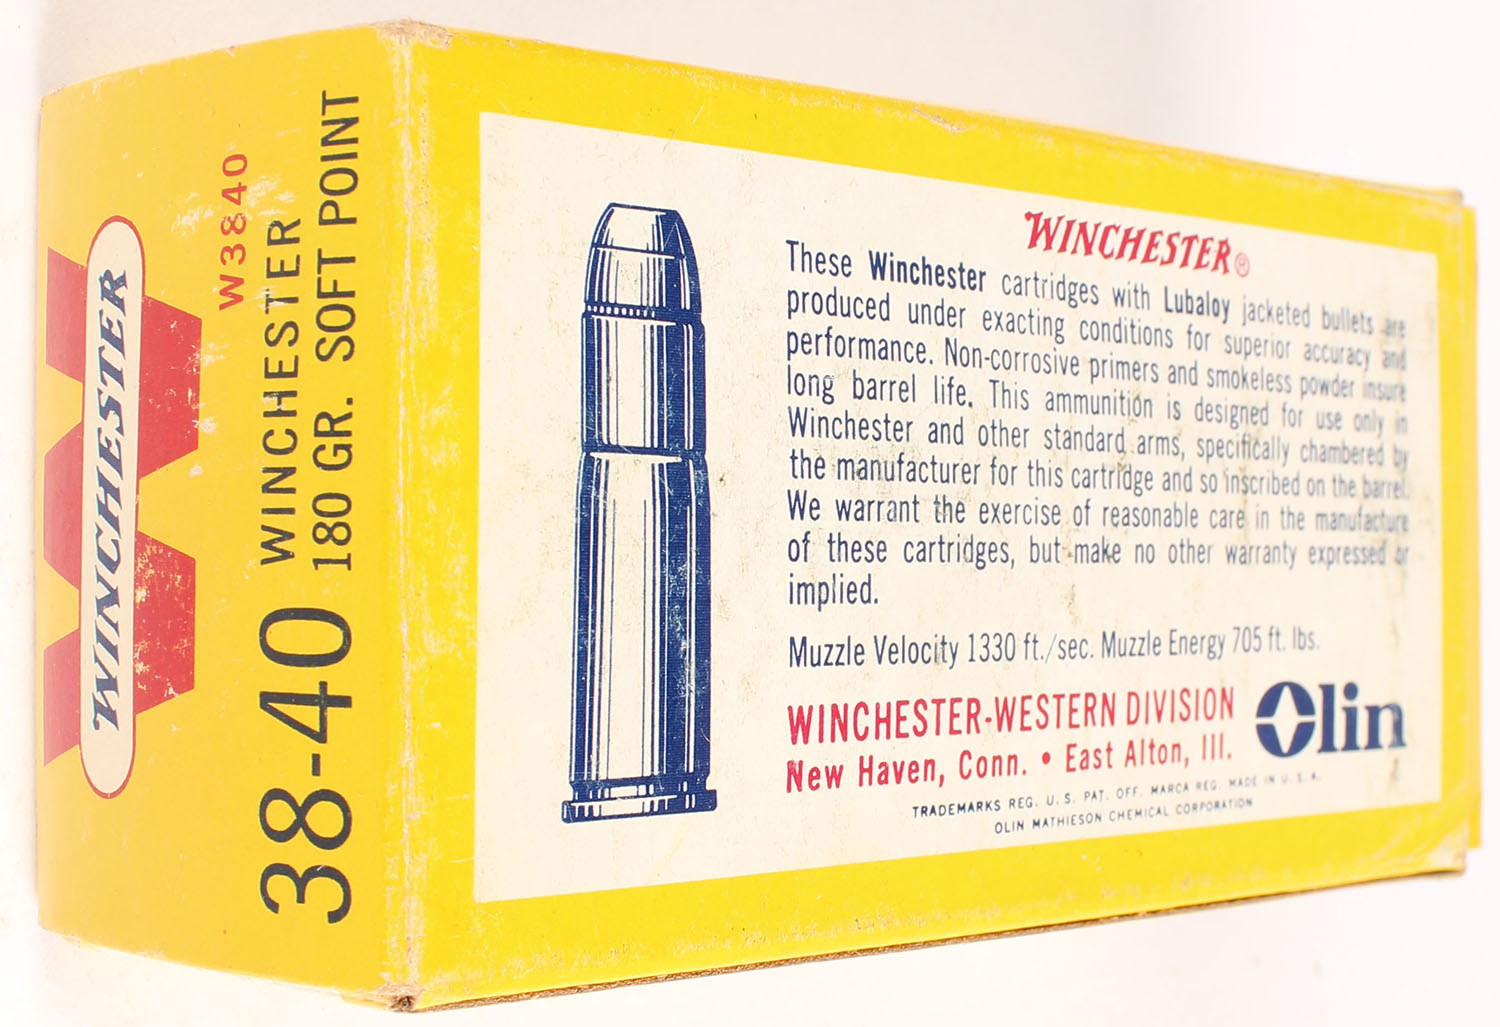 WINCHESTER
W3840
38-40 WINCHESTER
180 GR. SOFT POINT
WINCHESTER®
These Winchester cartridges with Lubaloy jacketed bullets are
produced under exacting conditions for superior accuracy and
performance. Non-corrosive primers and smokeless powder insure
long barrel life. This ammunition is designed for use only in
Winchester and other standard arms, specifically chambered by
the manufacturer for this cartridge and so inscribed on the barrel.
We warrant the exercise of reasonable care in the manufacture
of these cartridges, but make no other warranty expressed or
implied.
Muzzle Velocity 1330 ft./sec. Muzzle Energy 705 ft. lbs.
WINCHESTER-WESTERN DIVISION
New Haven, Conn. • East Alton, Ill.
Olin
TRADEMARKS REG. U. S. PAT. OFF. MARCA REG. MADE IN U. S. A.
OLIN MATHIESON CHEMICAL CORPORATION